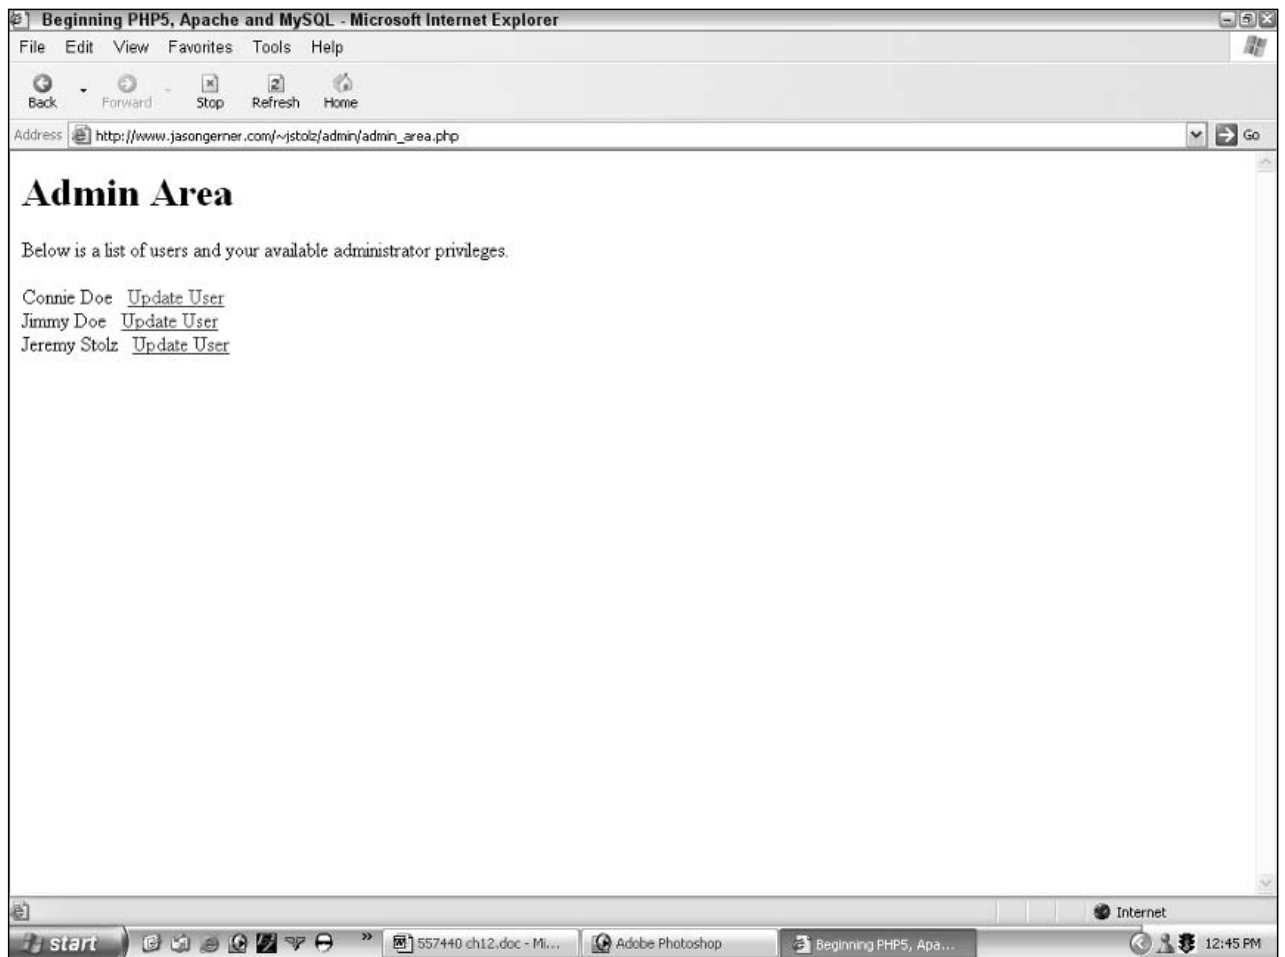 Beginning PHP5, Apache and MySQL - Microsoft Internet Explorer
File Edit View Favorites Tools Help
Back Forward Stop Refresh Home
Address http://www.jasongerner.com/~jstolz/admin/admin_area.php Go
Admin Area
Below is a list of users and your available administrator privileges.
Connie Doe Update User
Jimmy Doe Update User
Jeremy Stolz Update User
Internet
start » 557440 ch12.doc - Mi... Adobe Photoshop Beginning PHP5, Apa... 12:45 PM